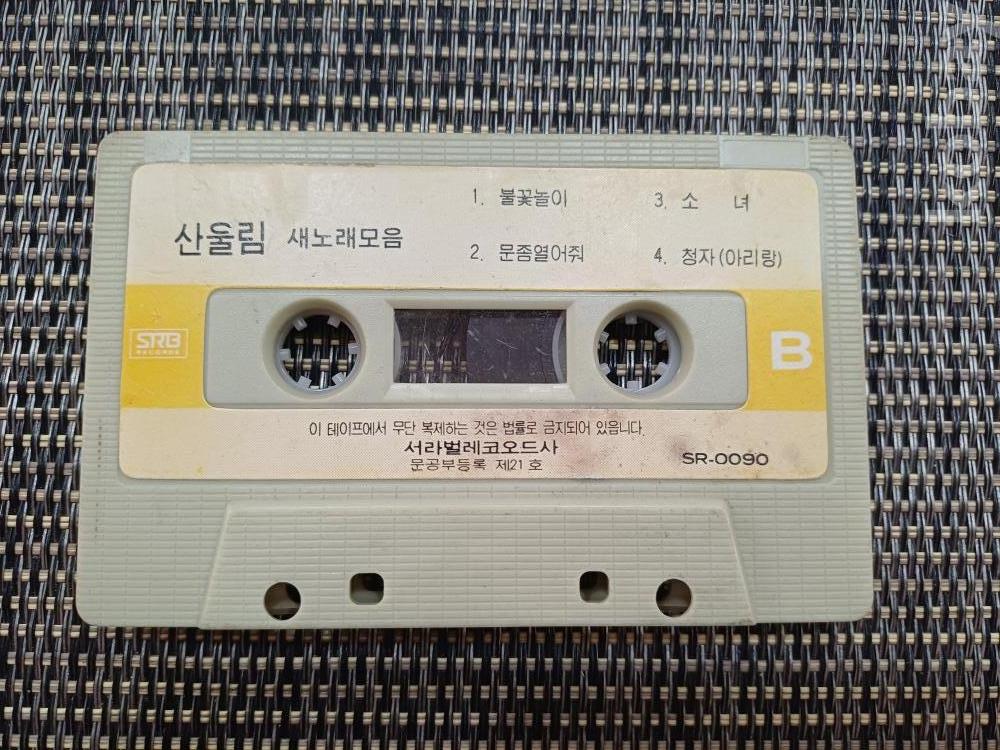 산울림 새노래모음
1. 불꽃놀이
2. 문좀열어줘
3. 소 녀
4. 청자(아리랑)
SRB
RECORDS
B
이 테이프에서 무단 복제하는 것은 법률로 금지되어 있읍니다.
서라벌레코오드사
문공부등록 제21호
SR-0090